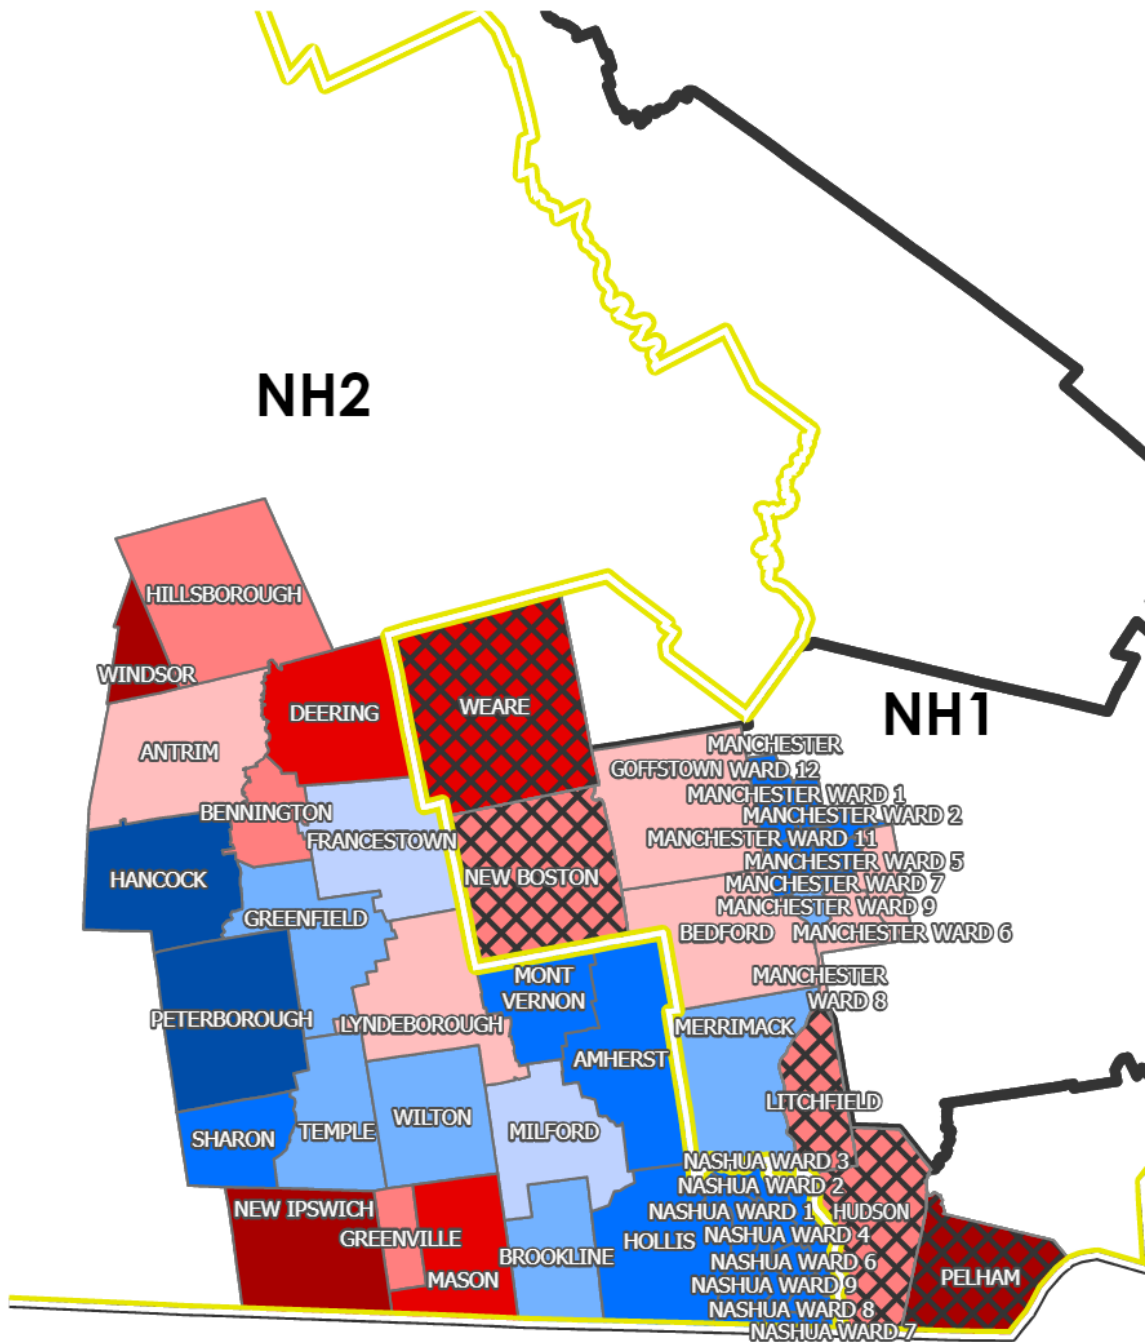 NH2
HILLSBOROUGH
WINDSOR
DEERING
WEARE
NH1
ANTRIM
MANCHESTER
GOFFSTOWN WARD 12
MANCHESTER WARD 1
BENNINGTON
MANCHESTER WARD 2
FRANCESTOWN
MANCHESTER WARD 11
MANCHESTER WARD 5
HANCOCK
NEW BOSTON
MANCHESTER WARD 7
MANCHESTER WARD 9
GREENFIELD
BEDFORD
MANCHESTER WARD 6
MONT
VERNON
MANCHESTER
WARD 8
PETERBOROUGH
LYNDEBOROUGH
MERRIMACK
AMHERST
LITCHFIELD
SHARON
TEMPLE
WILTON
MILFORD
NASHUA WARD 3
NASHUA WARD 2
NEW IPSWICH
NASHUA WARD 1
HUDSON
GREENVILLE
HOLLIS
NASHUA WARD 4
BROOKLINE
NASHUA WARD 6
MASON
NASHUA WARD 9
PELHAM
NASHUA WARD 8
NASHUA WARD 7